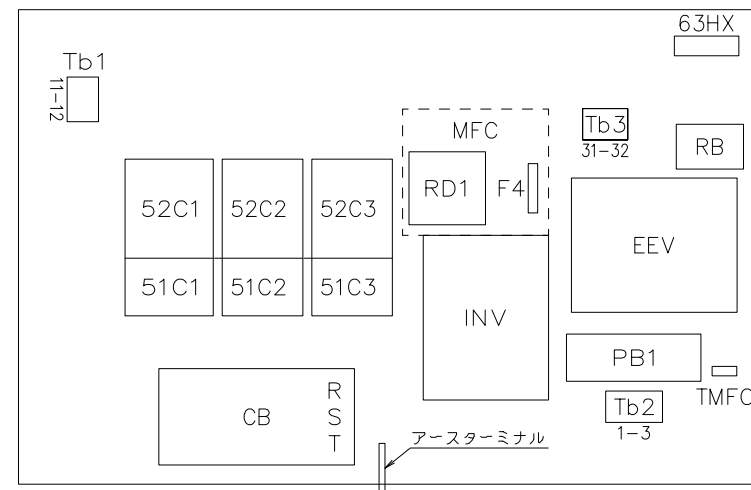 63HX
Tb1
11-12
MFC
Tb3
31-32
RB
RD1
F4
52C1
52C2
52C3
EEV
51C1
51C2
51C3
INV
PB1
TMFC
CB
R
S
T
Tb2
1-3
アースターミナル